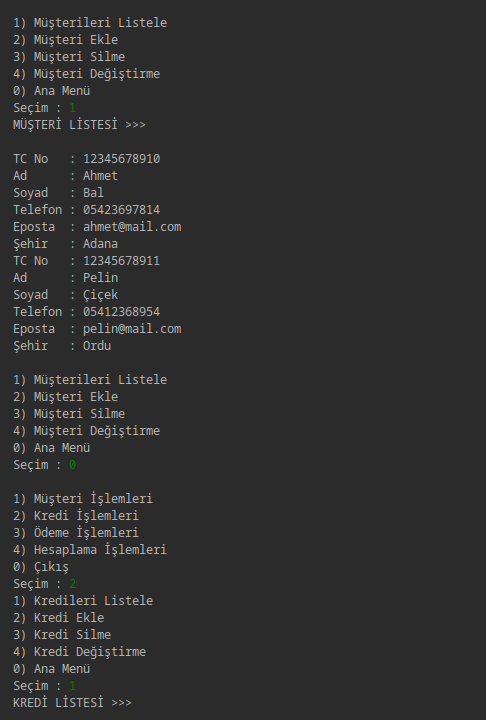 1) Müşterileri Listele
2) Müşteri Ekle
3) Müşteri Silme
4) Müşteri Değiştirme
0) Ana Menü
Seçim : 1
MÜŞTERİ LİSTESİ >>>
TC No   : 12345678910
Ad      : Ahmet
Soyad   : Bal
Telefon : 05423697814
Eposta  : ahmet@mail.com
Şehir   : Adana
TC No   : 12345678911
Ad      : Pelin
Soyad   : Çiçek
Telefon : 05412368954
Eposta  : pelin@mail.com
Şehir   : Ordu
1) Müşterileri Listele
2) Müşteri Ekle
3) Müşteri Silme
4) Müşteri Değiştirme
0) Ana Menü
Seçim : 0
1) Müşteri İşlemleri
2) Kredi İşlemleri
3) Ödeme İşlemleri
4) Hesaplama İşlemleri
0) Çıkış
Seçim : 2
1) Kredileri Listele
2) Kredi Ekle
3) Kredi Silme
4) Kredi Değiştirme
0) Ana Menü
Seçim : 1
KREDİ LİSTESİ >>>